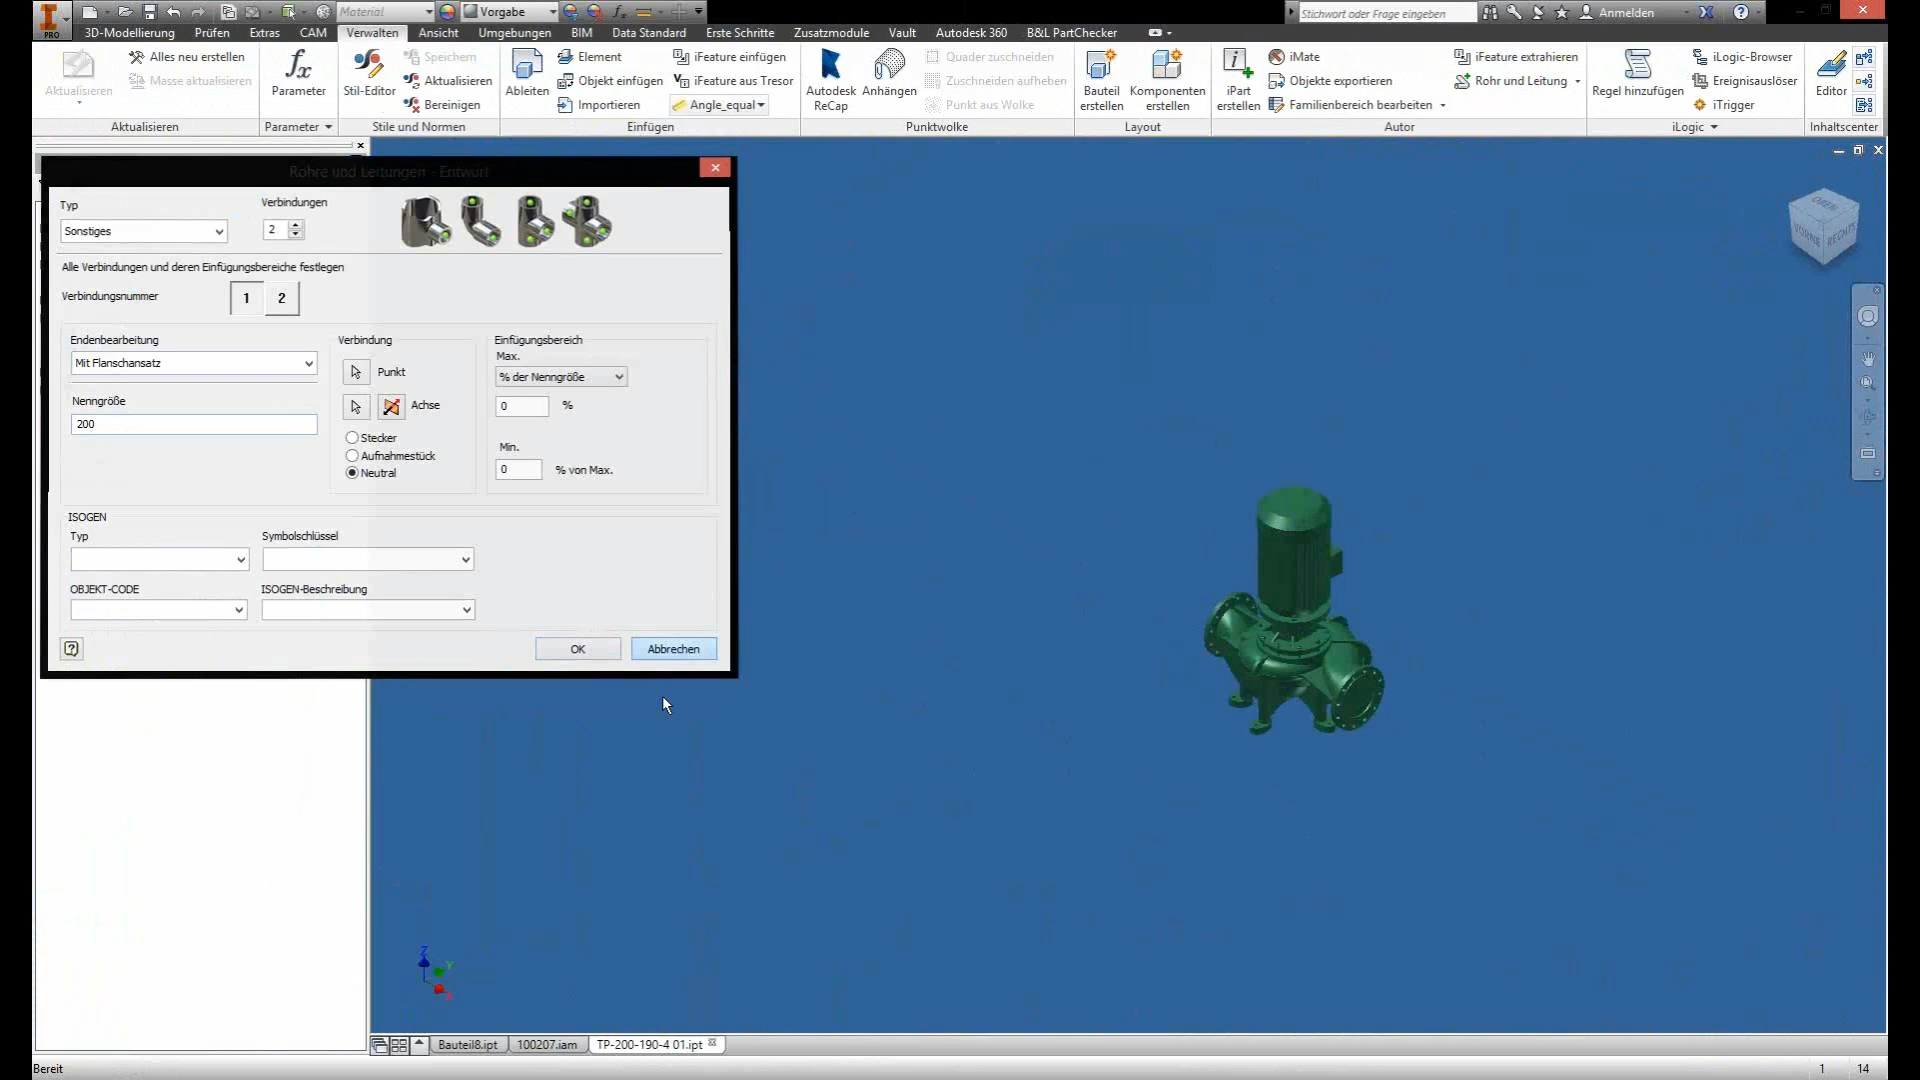 PRO
Material
Vorgabe
Stichwort oder Frage eingeben
Anmelden
3D-Modellierung Prüfen Extras CAM Verwalten Ansicht Umgebungen BIM Data Standard Erste Schritte Zusatzmodule Vault Autodesk 360 B&L PartChecker
Aktualisieren
Alles neu erstellen
Masse aktualisieren
Aktualisieren
fx
Parameter
Parameter
Stil-Editor
Speichern
Aktualisieren
Bereinigen
Stile und Normen
Ableiten
Element
Objekt einfügen
Importieren
iFeature einfügen
iFeature aus Tresor
Angle_equal
Einfügen
Autodesk
ReCap
Anhängen
Quader zuschneiden
Zuschneiden aufheben
Punkt aus Wolke
Punktwolke
Bauteil
erstellen
Komponenten
erstellen
Layout
iPart
erstellen
iMate
Objekte exportieren
Familienbereich bearbeiten
iFeature extrahieren
Rohr und Leitung
Autor
Regel hinzufügen
iLogic-Browser
Ereignisauslöser
iTrigger
iLogic
Editor
Inhaltscenter
Rohre und Leitungen - Entwurf
Typ
Sonstiges
Verbindungen
2
Alle Verbindungen und deren Einfügungsbereiche festlegen
Verbindungsnummer
1 2
Endenbearbeitung
Mit Flanschansatz
Nenngröße
200
Verbindung
Punkt
Achse
Stecker
Aufnahmestück
Neutral
Einfügungsbereich
Max.
% der Nenngröße
0 %
Min.
0 % von Max.
ISOGEN
Typ
Symbolschlüssel
OBJEKT-CODE
ISOGEN-Beschreibung
OK
Abbrechen
OBEN
VORNE
RECHTS
Z
Y
X
Bauteil8.ipt 100207.iam TP-200-190-4 01.ipt
Bereit
1 14